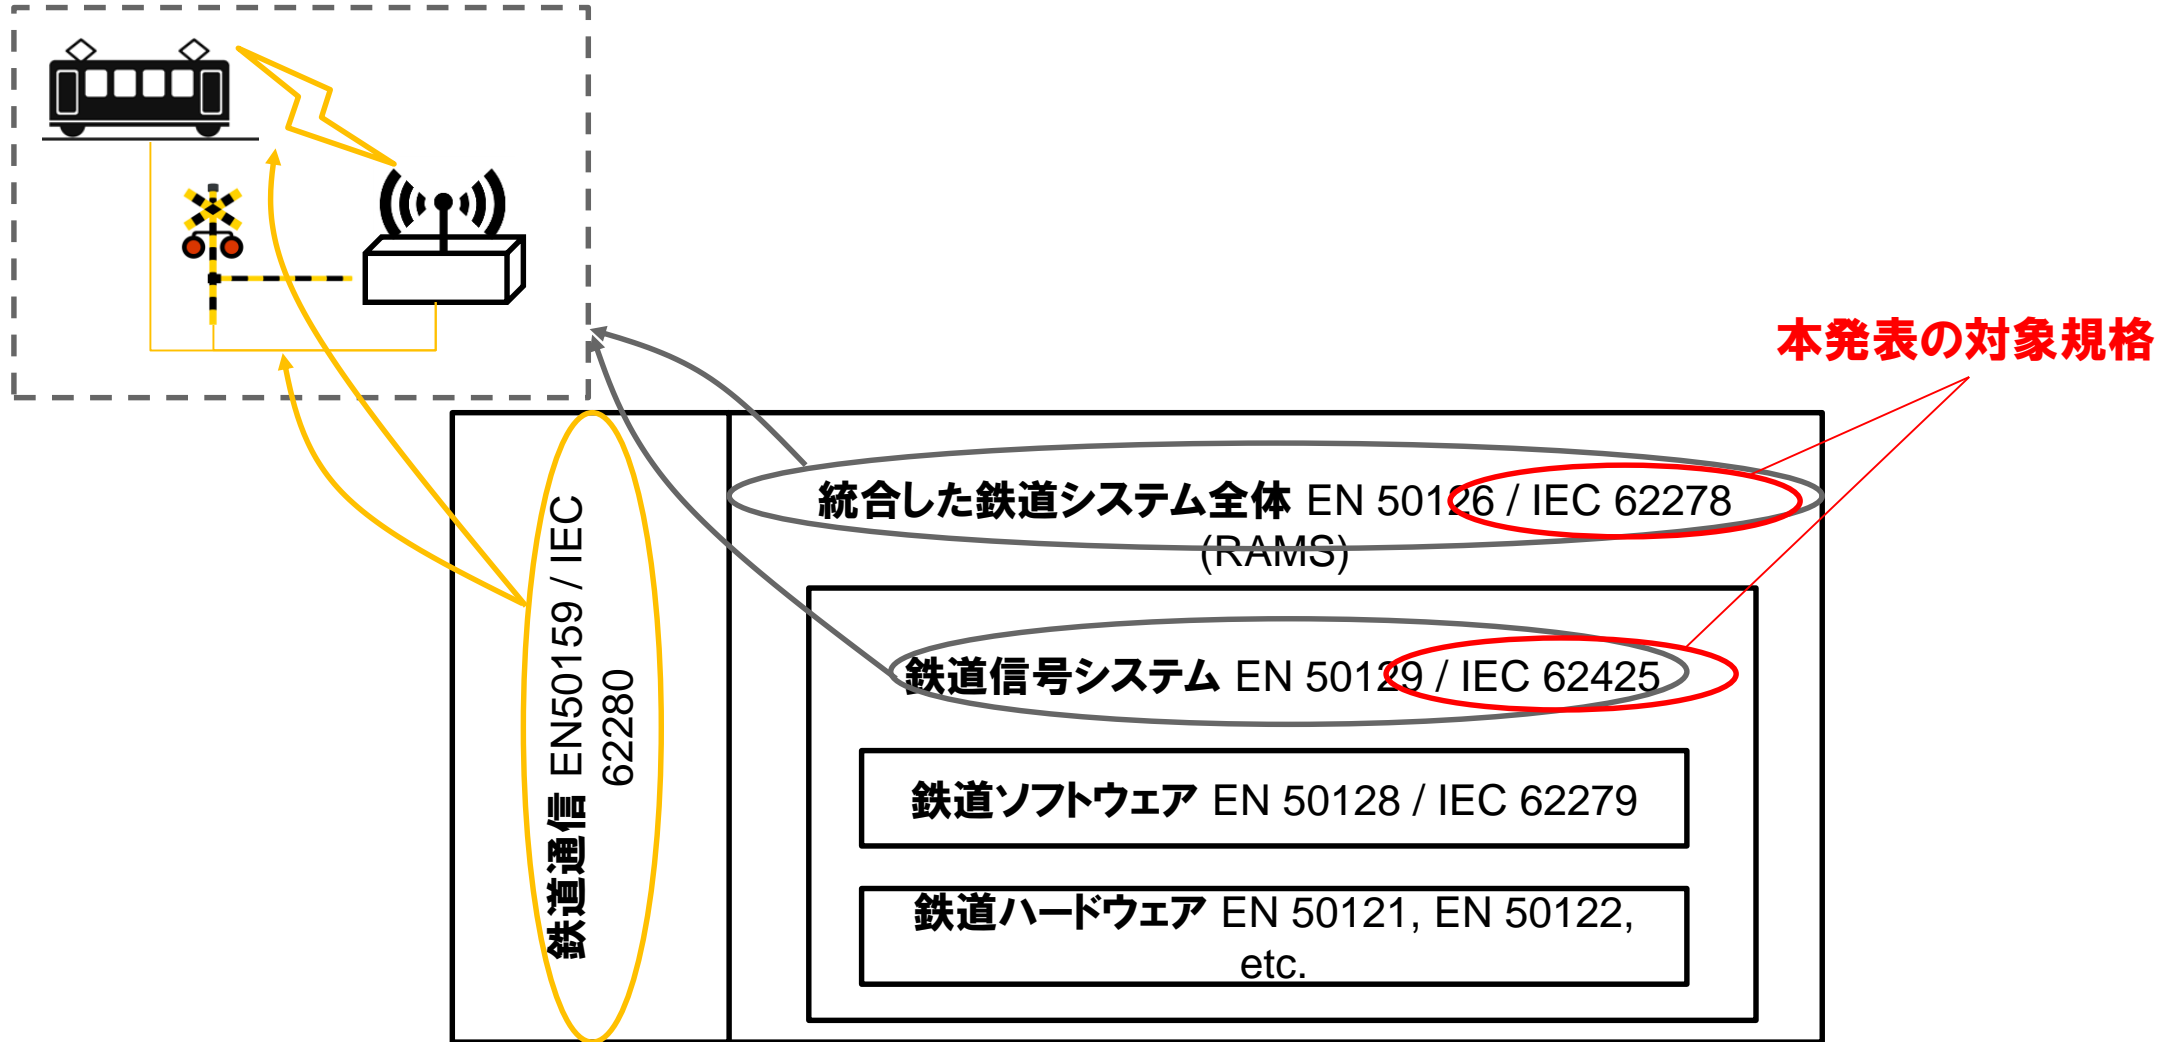 本発表の対象規格
統合した鉄道システム全体 EN 50126 / IEC 62278
(RAMS)
鉄道信号システム EN 50129 / IEC 62425
鉄道ソフトウェア EN 50128 / IEC 62279
鉄道ハードウェア EN 50121, EN 50122,
etc.
鉄道通信 EN50159 / IEC
62280